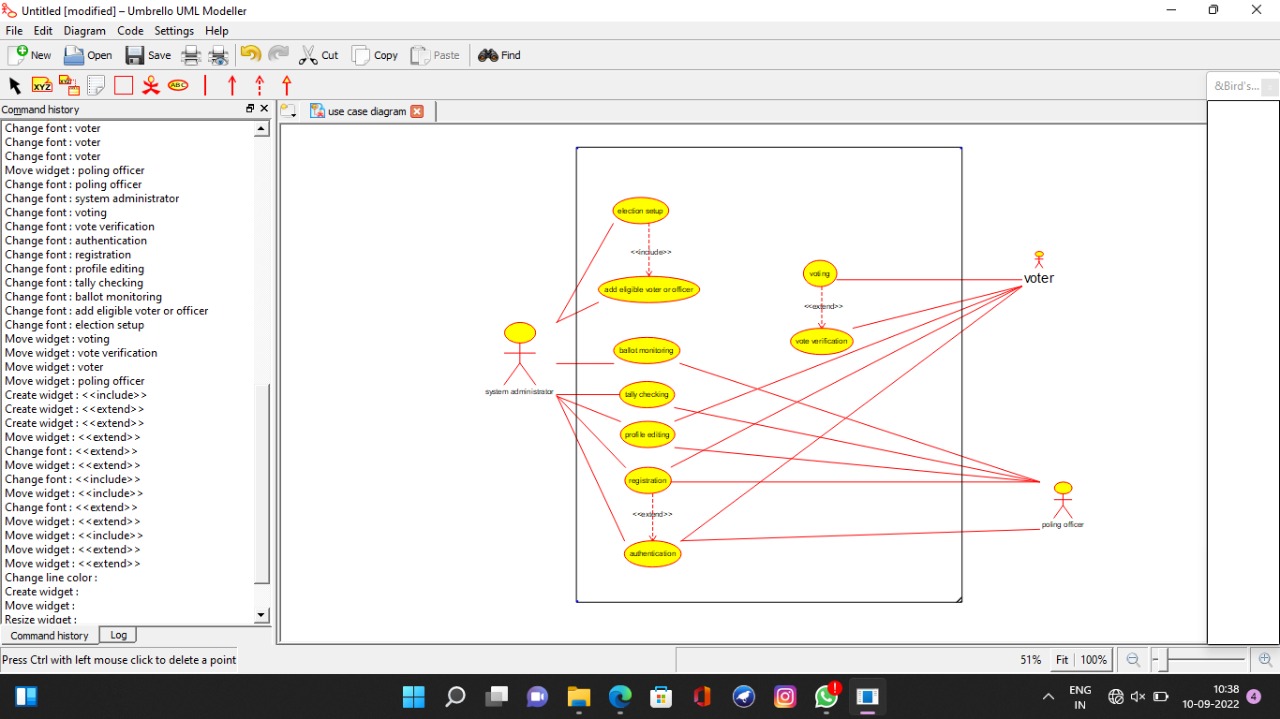 Untitled [modified] – Umbrello UML Modeller
File Edit Diagram Code Settings Help
New Open Save Cut Copy Paste Find
XYZ ABC
&Bird's...
Command history
use case diagram
Change font : voter
Change font : voter
Change font : voter
Move widget : poling officer
Change font : poling officer
Change font : system administrator
Change font : voting
Change font : vote verification
Change font : authentication
Change font : registration
Change font : profile editing
Change font : tally checking
Change font : ballot monitoring
Change font : add eligible voter or officer
Change font : election setup
Move widget : voting
Move widget : vote verification
Move widget : voter
Move widget : poling officer
Create widget : <<include>>
Create widget : <<extend>>
Create widget : <<extend>>
Move widget : <<extend>>
Change font : <<extend>>
Move widget : <<extend>>
Change font : <<include>>
Move widget : <<include>>
Change font : <<extend>>
Move widget : <<extend>>
Move widget : <<include>>
Move widget : <<extend>>
Move widget : <<extend>>
Change line color :
Create widget :
Move widget :
Resize widget :
Command history Log
election setup
<<include>>
add eligible voter or officer
voting
<<extend>>
vote verification
voter
ballot monitoring
system administrator
tally checking
profile editing
registration
<<extend>>
authentication
poling officer
Press Ctrl with left mouse click to delete a point
51% Fit 100%
ENG
IN
10:38
10-09-2022
4